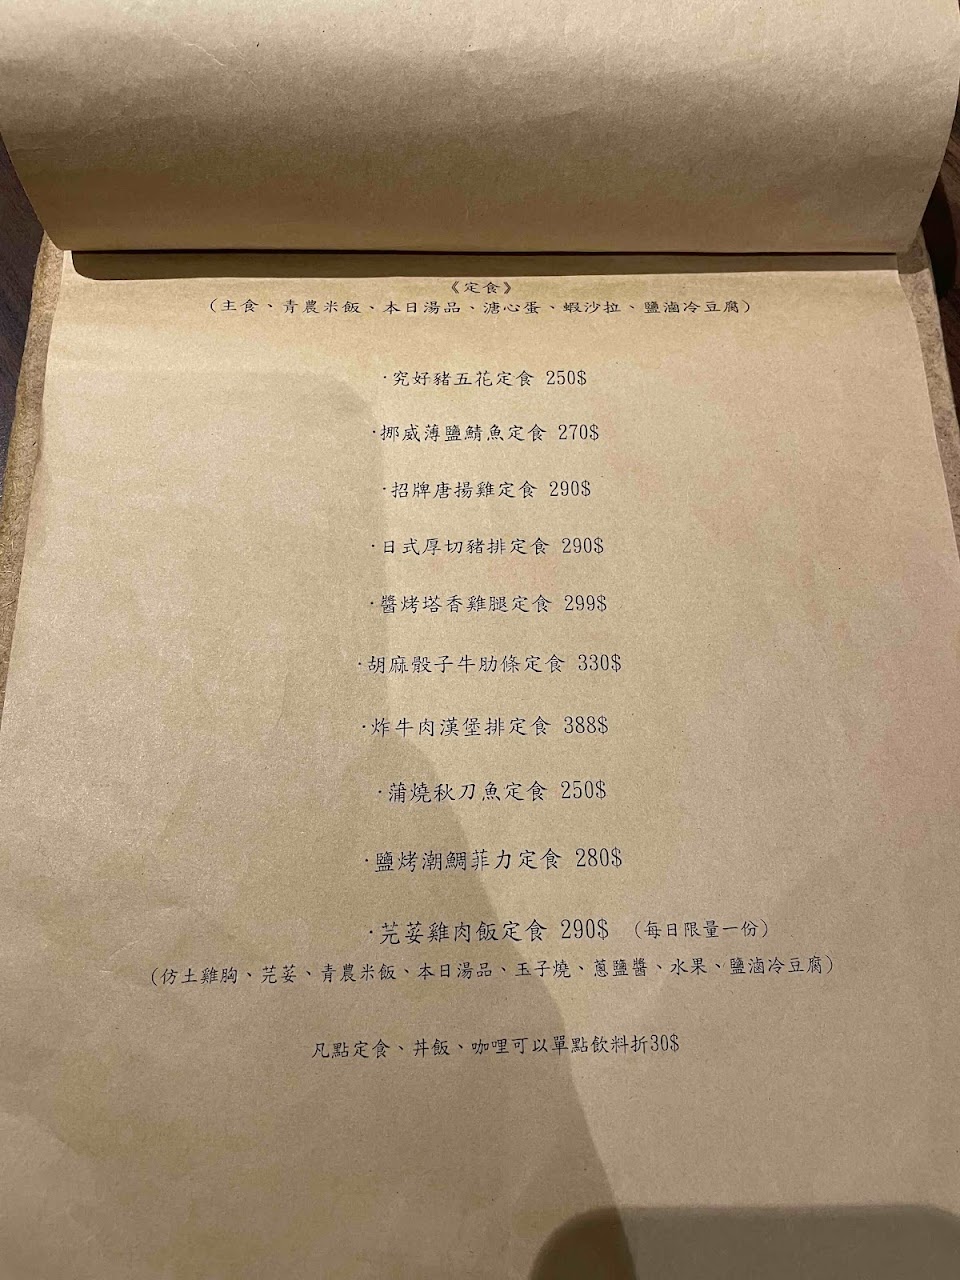 《定食》
(主食、青農米飯、本日湯品、溏心蛋、蝦沙拉、鹽滷冷豆腐)
·究好豬五花定食 250$
·挪威薄鹽鯖魚定食 270$
·招牌唐揚雞定食 290$
·日式厚切豬排定食 290$
·醬烤塔香雞腿定食 299$
·胡麻骰子牛肋條定食 330$
·炸牛肉漢堡排定食 388$
·蒲燒秋刀魚定食 250$
·鹽烤潮鯛菲力定食 280$
·芫荽雞肉飯定食 290$ (每日限量一份)
(仿土雞胸、芫荽、青農米飯、本日湯品、玉子燒、蔥鹽醬、水果、鹽滷冷豆腐)
凡點定食、丼飯、咖哩可以單點飲料折30$